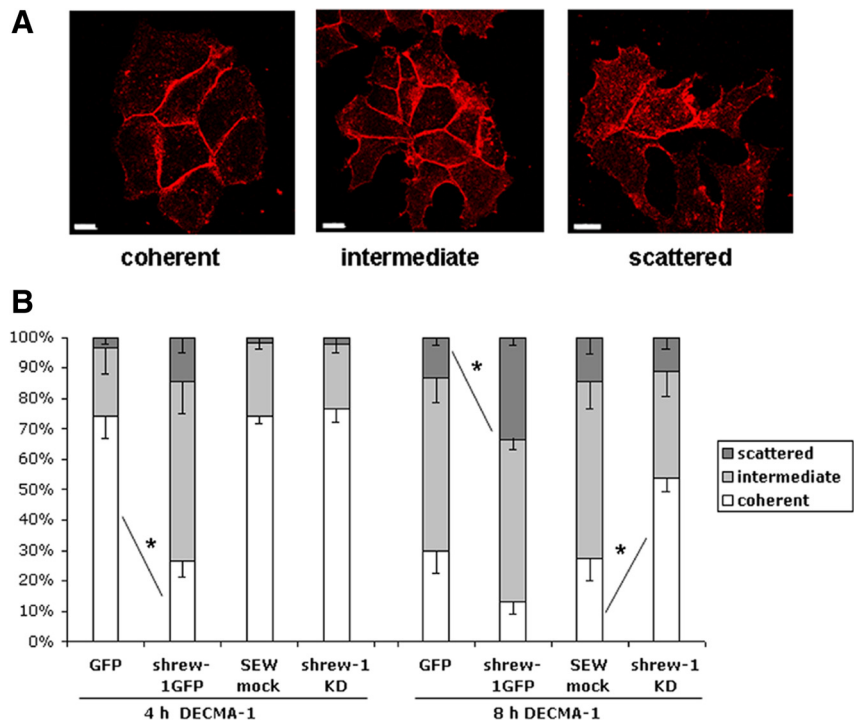 A
coherent
intermediate
scattered
B
100%
90%
80%
70%
60%
50%
40%
30%
20%
10%
0%
*
*
*
scattered
intermediate
coherent
GFP
shrew-
1GFP
SEW
mock
shrew-1
KD
GFP
shrew-
1GFP
SEW
mock
shrew-1
KD
4 h DECMA-1
8 h DECMA-1